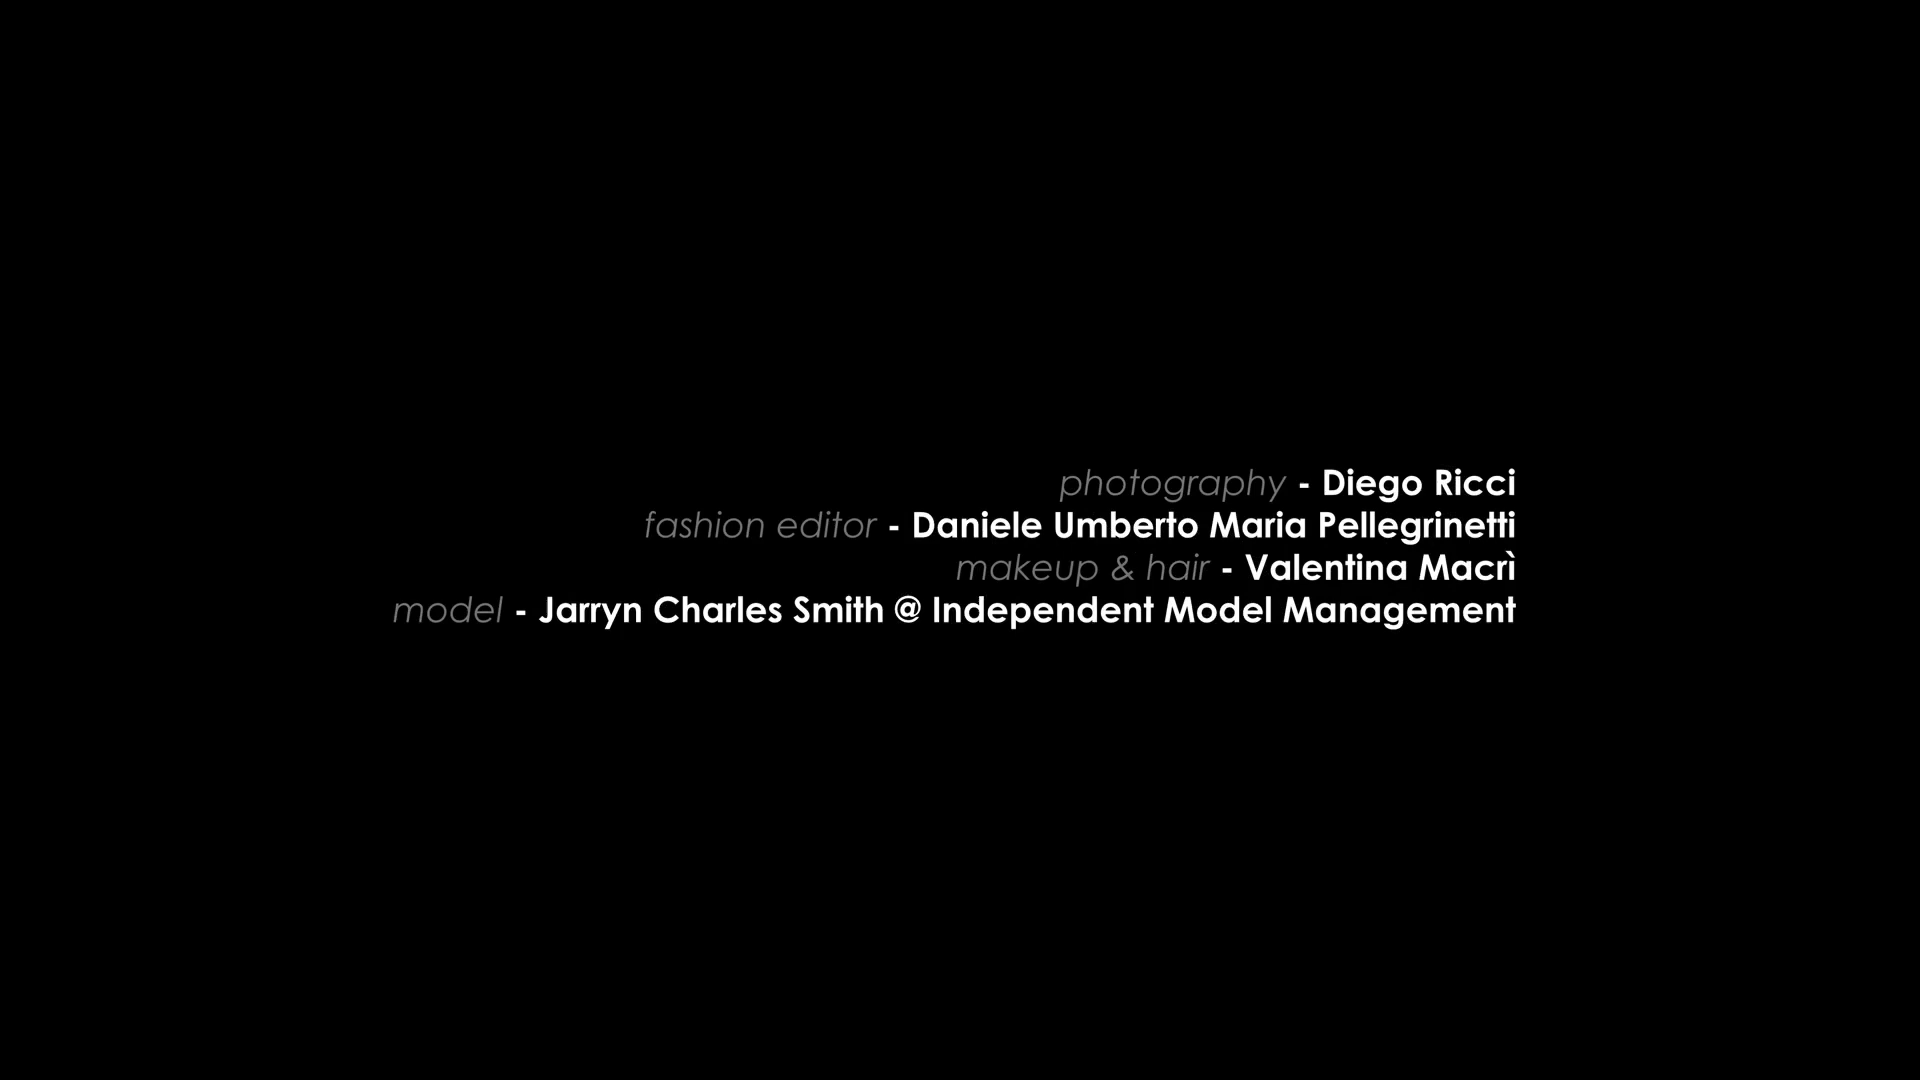 photography - Diego Ricci
fashion editor - Daniele Umberto Maria Pellegrinetti
makeup & hair - Valentina Macrì
model - Jarryn Charles Smith @ Independent Model Management